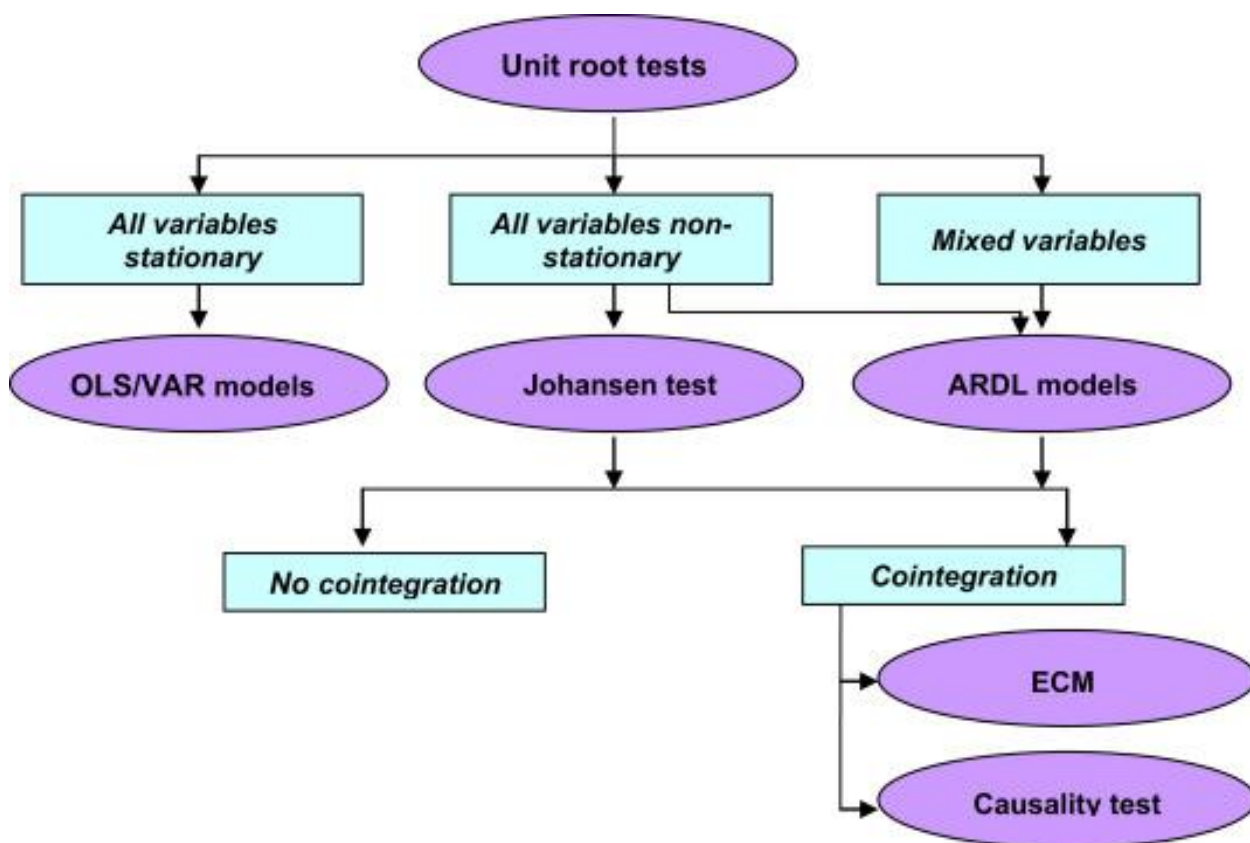 Unit root tests
All variables
stationary
All variables non-
stationary
Mixed variables
OLS/VAR models
Johansen test
ARDL models
No cointegration
Cointegration
ECM
Causality test